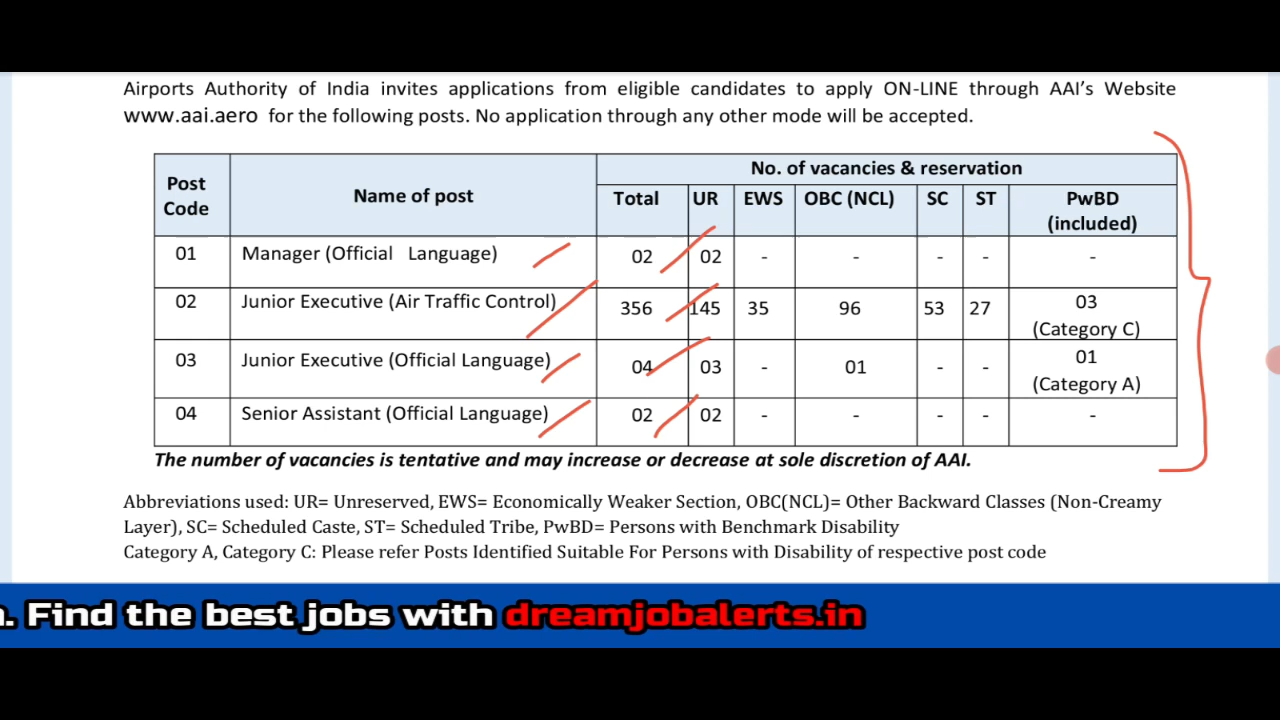 Airports Authority of India invites applications from eligible candidates to apply ON-LINE through AAI’s Website
www.aai.aero for the following posts. No application through any other mode will be accepted.
Post Code Name of post No. of vacancies & reservation
Total UR EWS OBC (NCL) SC ST PwBD (included)
01 Manager (Official Language) 02 02 - - - - -
02 Junior Executive (Air Traffic Control) 356 145 35 96 53 27 03 (Category C)
03 Junior Executive (Official Language) 04 03 - 01 - - 01 (Category A)
04 Senior Assistant (Official Language) 02 02 - - - - -
The number of vacancies is tentative and may increase or decrease at sole discretion of AAI.
Abbreviations used: UR= Unreserved, EWS= Economically Weaker Section, OBC(NCL)= Other Backward Classes (Non-Creamy
Layer), SC= Scheduled Caste, ST= Scheduled Tribe, PwBD= Persons with Benchmark Disability
Category A, Category C: Please refer Posts Identified Suitable For Persons with Disability of respective post code
. Find the best jobs with dreamjobalerts.in